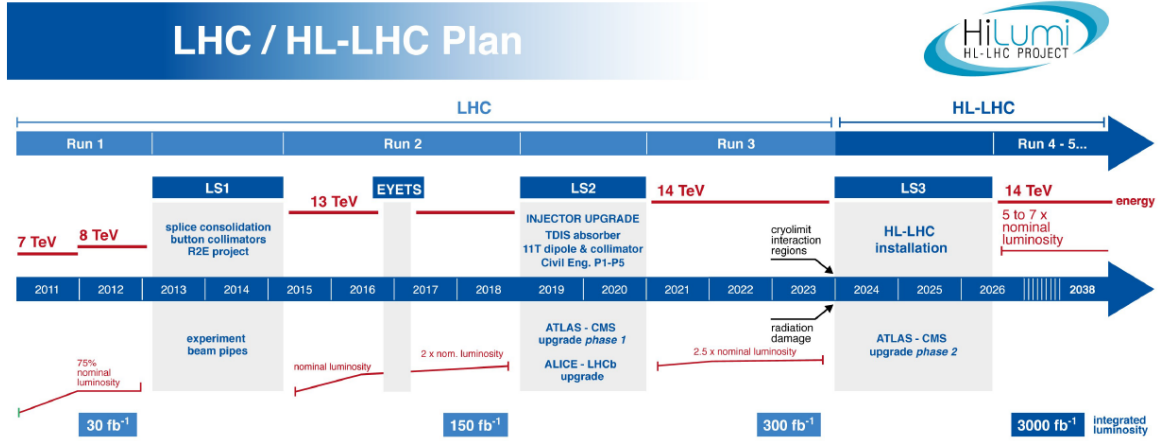 LHC / HL-LHC Plan
HiLumi
HL-LHC PROJECT
LHC
HL-LHC
Run 1
Run 2
Run 3
Run 4 - 5...
LS1
EYETS
LS2
LS3
splice consolidation
button collimators
R2E project
13 TeV
INJECTOR UPGRADE
TDIS absorber
11T dipole & collimator
Civil Eng. P1-P5
14 TeV
HL-LHC
installation
14 TeV
energy
5 to 7 x
nominal
luminosity
7 TeV
8 TeV
cryolimit
interaction
regions
2011
2012
2013
2014
2015
2016
2017
2018
2019
2020
2021
2022
2023
2024
2025
2026
2038
radiation
damage
experiment
beam pipes
ATLAS - CMS
upgrade phase 1
ALICE - LHCb
upgrade
ATLAS - CMS
upgrade phase 2
75%
nominal
luminosity
nominal luminosity
2 x nom. luminosity
2.5 x nominal luminosity
30 fb⁻¹
150 fb⁻¹
300 fb⁻¹
3000 fb⁻¹
integrated
luminosity